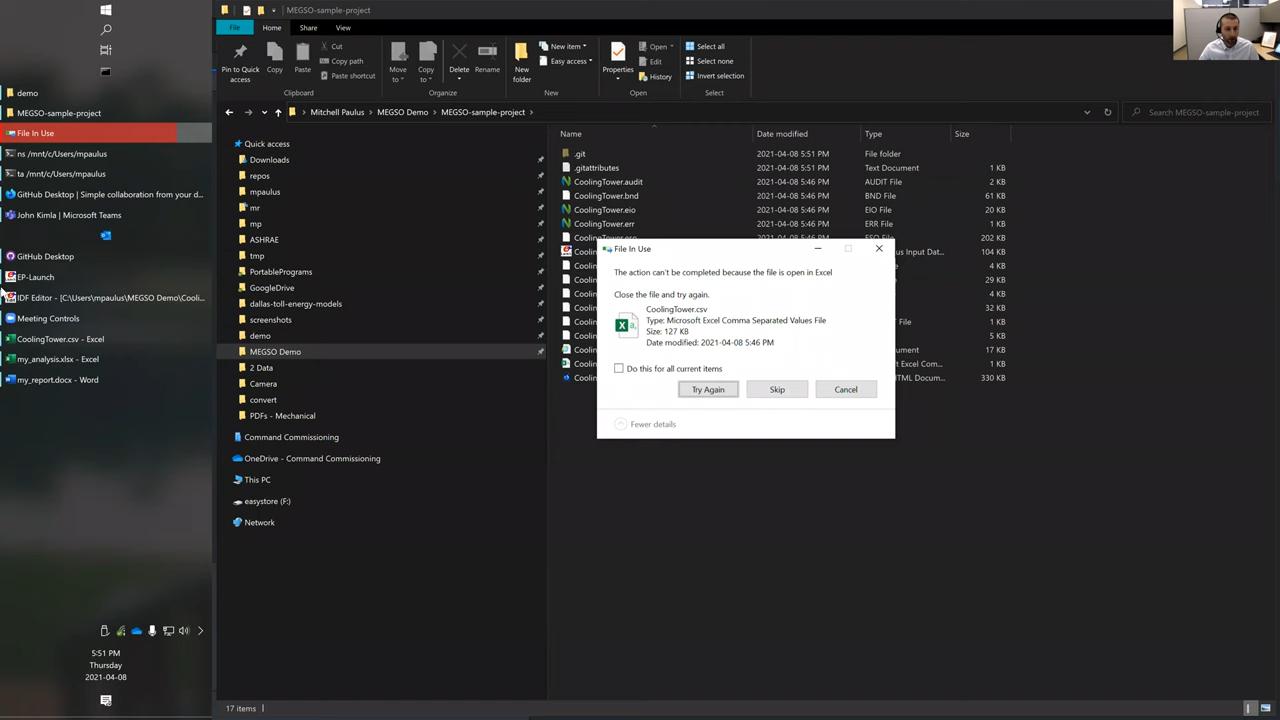 MEGSO-sample-project
File
Home
Share
View
Pin to Quick access
Copy
Paste
Cut
Copy path
Paste shortcut
Clipboard
Move to
Copy to
Delete
Rename
Organize
New folder
New item
Easy access
New
Properties
Open
Edit
History
Open
Select all
Select none
Invert selection
Select
Mitchell Paulus > MEGSO Demo > MEGSO-sample-project >
Search MEGSO-sample-project
demo
MEGSO-sample-project
File In Use
ns /mnt/c/Users/mpaulus
ta /mnt/c/Users/mpaulus
GitHub Desktop | Simple collaboration from your d...
John Kimla | Microsoft Teams
GitHub Desktop
EP-Launch
IDF Editor - [C:\Users\mpaulus\MEGSO Demo\Cooli...
Meeting Controls
CoolingTower.csv - Excel
my_analysis.xlsx - Excel
my_report.docx - Word
5:51 PM
Thursday
2021-04-08
Quick access
Downloads
repos
mpaulus
mr
mp
ASHRAE
tmp
PortablePrograms
GoogleDrive
dallas-toll-energy-models
screenshots
demo
MEGSO Demo
2 Data
Camera
convert
PDFs - Mechanical
Command Commissioning
OneDrive - Command Commissioning
This PC
easystore (F:)
Network
Name Date modified Type Size
.git 2021-04-08 5:51 PM File folder
.gitattributes 2021-04-08 5:51 PM Text Document 1 KB
CoolingTower.audit 2021-04-08 5:46 PM AUDIT File 2 KB
CoolingTower.bnd 2021-04-08 5:46 PM BND File 61 KB
CoolingTower.eio 2021-04-08 5:46 PM EIO File 20 KB
CoolingTower.err 2021-04-08 5:46 PM ERR File 1 KB
202 KB
us Input Dat... 104 KB
1 KB
29 KB
4 KB
32 KB
1 KB
ocument 17 KB
Excel Com...
TML Docum... 330 KB
File In Use
The action can't be completed because the file is open in Excel
Close the file and try again.
CoolingTower.csv
Type: Microsoft Excel Comma Separated Values File
Size: 127 KB
Date modified: 2021-04-08 5:46 PM
Do this for all current items
Try Again
Skip
Cancel
Fewer details
17 items